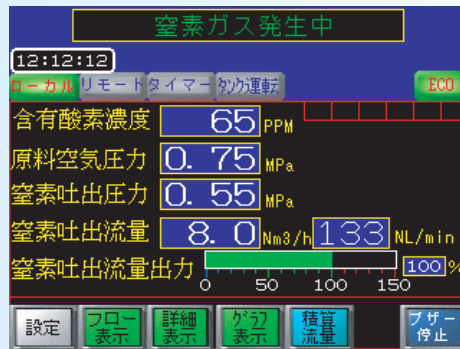 窒素ガス発生中
12:12:12
ローカル リモート タイマー タンク運転 ECO
含有酸素濃度 65 PPM
原料空気圧力 0.75 MPa
窒素吐出圧力 0.55 MPa
窒素吐出流量 8.0 Nm3/h 133 NL/min
窒素吐出流量出力 100 %
0 50 100 150
設定 フロー表示 詳細表示 グラフ表示 積算流量 ブザー停止